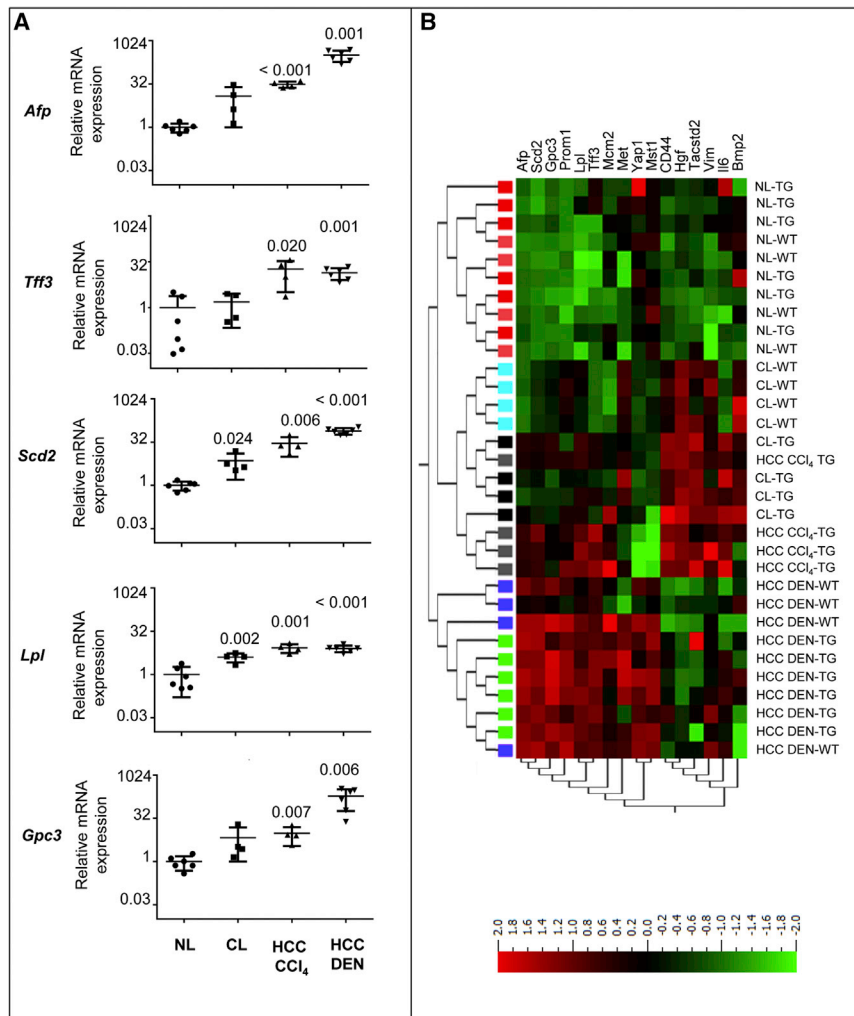 A
Afp
Relative mRNA
expression
1024
32
1
0.03
< 0.001
0.001
Tff3
Relative mRNA
expression
1024
32
1
0.03
0.020
0.001
Scd2
Relative mRNA
expression
1024
32
1
0.03
0.024
0.006
< 0.001
Lpl
Relative mRNA
expression
1024
32
1
0.03
0.002
0.001
< 0.001
Gpc3
Relative mRNA
expression
1024
32
1
0.03
0.007
0.006
NL
CL
HCC
CCl4
HCC
DEN
B
Afp
Scd2
Gpc3
Prom1
Lpl
Tff3
Mcm2
Met
Yap1
Mst1
CD44
Hgf
Tacstd2
Vim
Il6
Bmp2
NL-TG
NL-TG
NL-TG
NL-WT
NL-WT
NL-TG
NL-TG
NL-WT
NL-TG
NL-WT
CL-WT
CL-WT
CL-WT
CL-WT
CL-TG
HCC CCl4 TG
CL-TG
CL-TG
CL-TG
HCC CCl4-TG
HCC CCl4-TG
HCC CCl4-TG
HCC DEN-WT
HCC DEN-WT
HCC DEN-WT
HCC DEN-TG
HCC DEN-TG
HCC DEN-TG
HCC DEN-TG
HCC DEN-TG
HCC DEN-TG
HCC DEN-WT
2.0 1.8 1.6 1.4 1.2 1.0 0.8 0.6 0.4 0.2 0.0 -0.2 -0.4 -0.6 -0.8 -1.0 -1.2 -1.4 -1.6 -1.8 -2.0